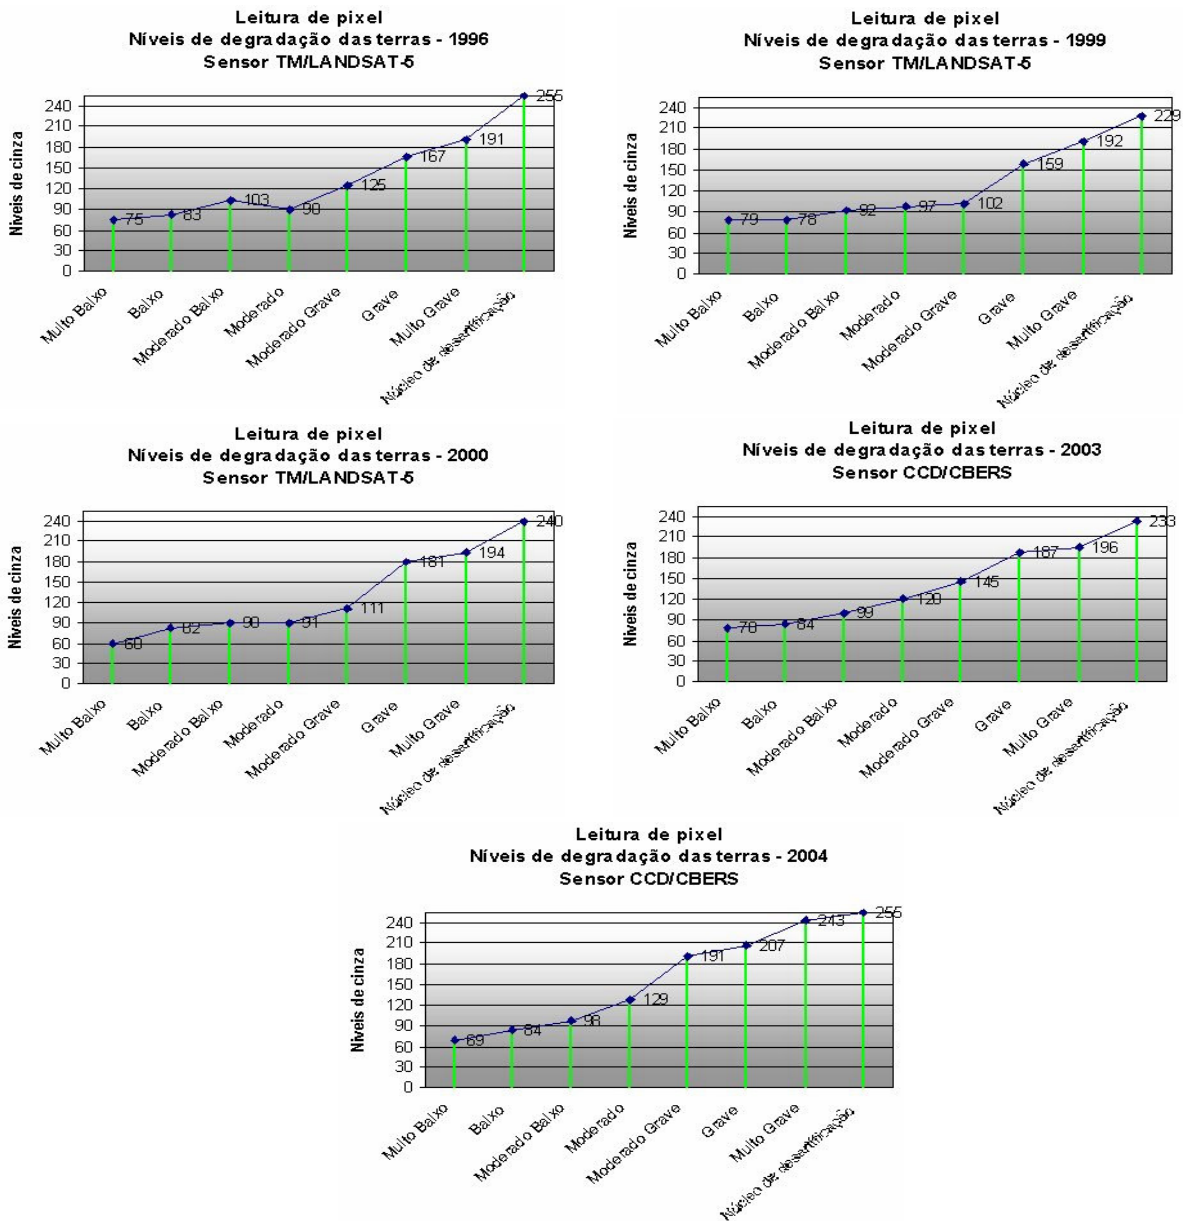 Leitura de pixel
Níveis de degradação das terras - 1996
Sensor TM/LANDSAT-5
Níveis de cinza
240
210
180
150
120
90
60
30
0
75
83
103
90
125
167
191
255
Muito Baixo
Baixo
Moderado Baixo
Moderado
Moderado Grave
Grave
Muito Grave
Núcleo de desertificação
Leitura de pixel
Níveis de degradação das terras - 1999
Sensor TM/LANDSAT-5
Níveis de cinza
240
210
180
150
120
90
60
30
0
79
78
92
97
102
159
192
229
Muito Baixo
Baixo
Moderado Baixo
Moderado
Moderado Grave
Grave
Muito Grave
Núcleo de desertificação
Leitura de pixel
Níveis de degradação das terras - 2000
Sensor TM/LANDSAT-5
Níveis de cinza
240
210
180
150
120
90
60
30
0
60
82
90
91
111
181
194
240
Muito Baixo
Baixo
Moderado Baixo
Moderado
Moderado Grave
Grave
Muito Grave
Núcleo de desertificação
Leitura de pixel
Níveis de degradação das terras - 2003
Sensor CCD/CBERS
Níveis de cinza
240
210
180
150
120
90
60
30
0
78
84
99
120
145
187
196
233
Muito Baixo
Baixo
Moderado Baixo
Moderado
Moderado Grave
Grave
Muito Grave
Núcleo de desertificação
Leitura de pixel
Níveis de degradação das terras - 2004
Sensor CCD/CBERS
Níveis de cinza
240
210
180
150
120
90
60
30
0
69
84
98
129
191
207
243
255
Muito Baixo
Baixo
Moderado Baixo
Moderado
Moderado Grave
Grave
Muito Grave
Núcleo de desertificação